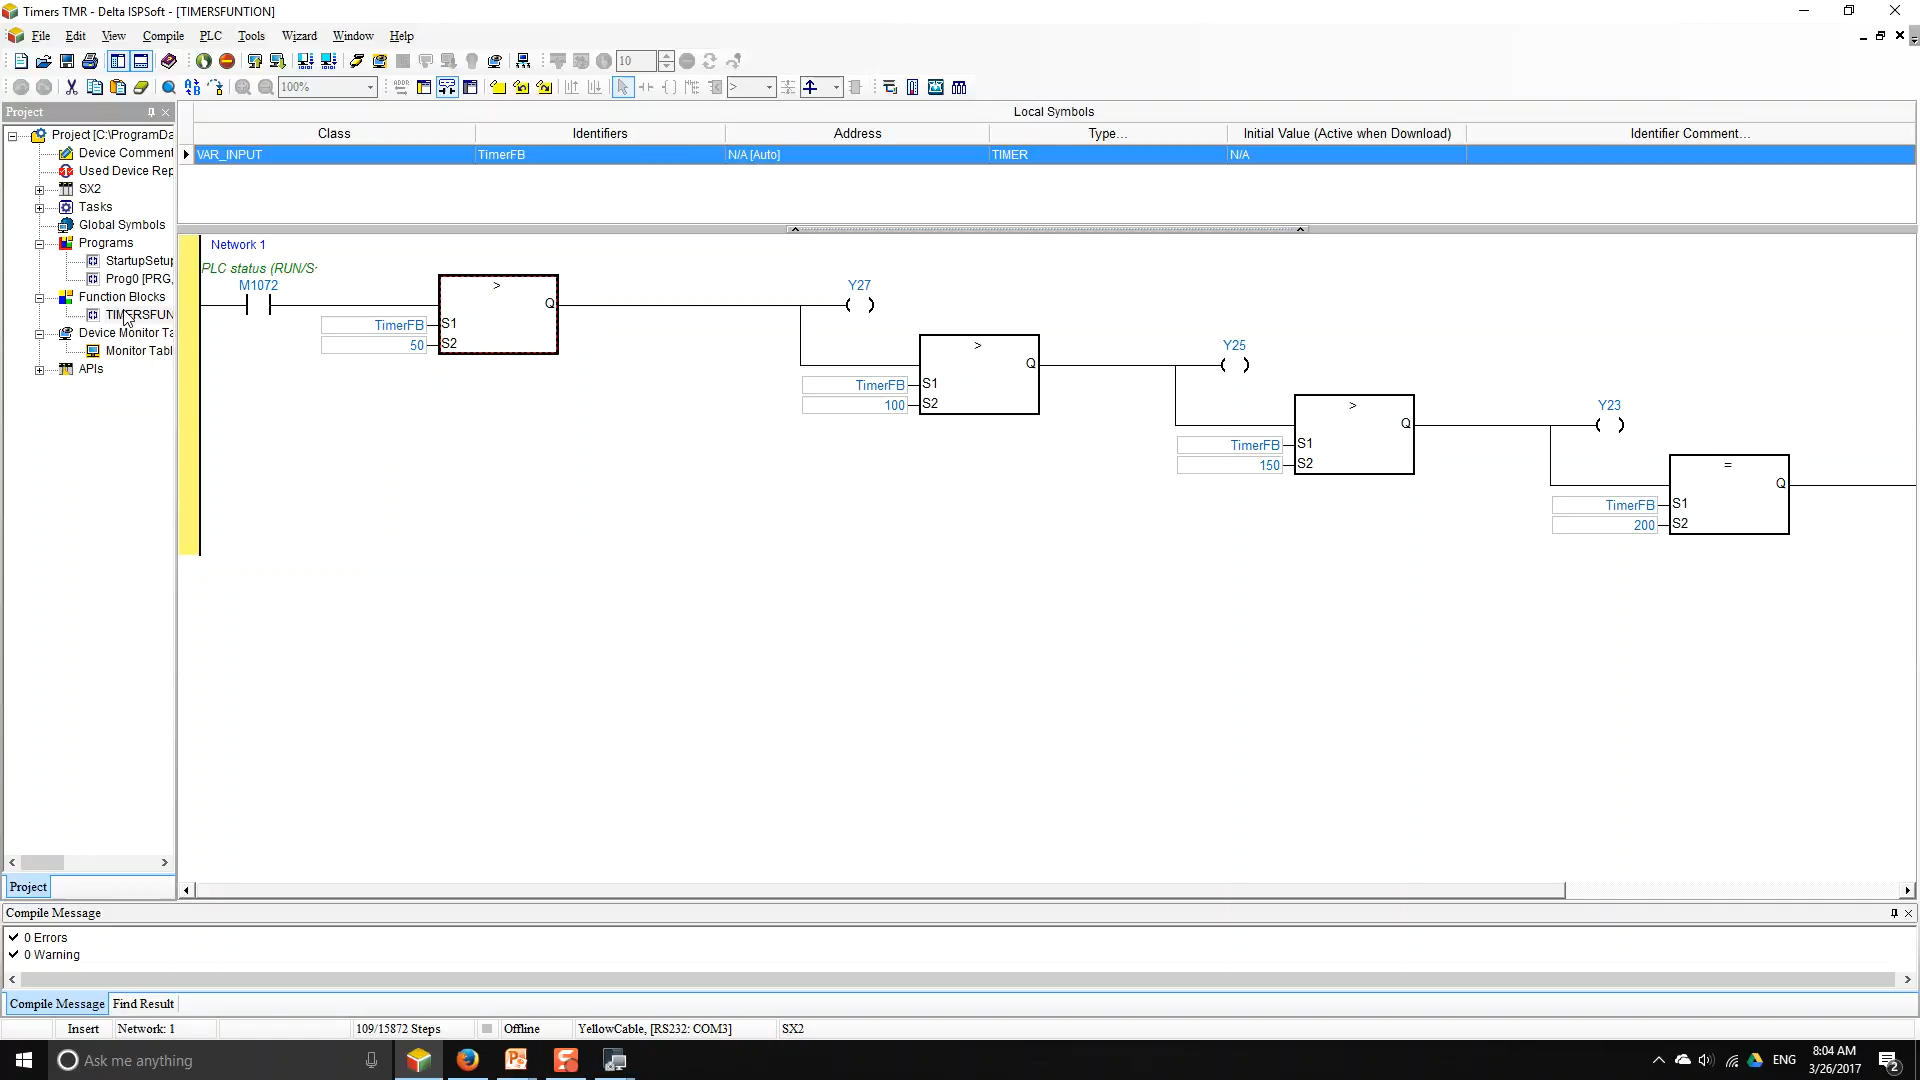 Timers TMR - Delta ISPSoft - [TIMERSFUNTION]
File Edit View Compile PLC Tools Wizard Window Help
10
100%
>
Project
Project [C:\ProgramDa
Device Comment
Used Device Rep
SX2
Tasks
Global Symbols
Programs
StartupSetup
Prog0 [PRG,
Function Blocks
TIMERSFUN
Device Monitor Ta
Monitor Tabl
APIs
Project
Local Symbols
Class Identifiers Address Type... Initial Value (Active when Download) Identifier Comment...
VAR_INPUT TimerFB N/A [Auto] TIMER N/A
Network 1
PLC status (RUN/S
M1072
>
Q
TimerFB S1
50 S2
Y27
>
Q
TimerFB S1
100 S2
Y25
>
Q
TimerFB S1
150 S2
Y23
=
Q
TimerFB S1
200 S2
Compile Message
0 Errors
0 Warning
Compile Message Find Result
Insert Network: 1 109/15872 Steps Offline YellowCable, [RS232: COM3] SX2
Ask me anything
ENG
8:04 AM
3/26/2017
2